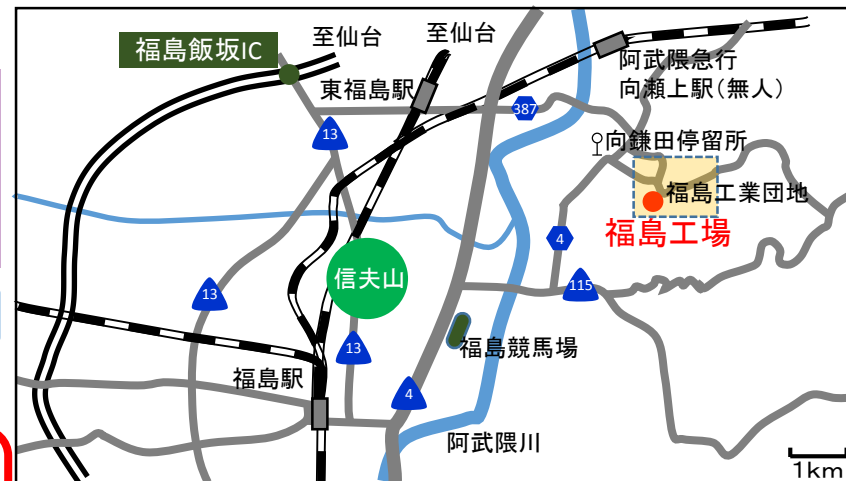 福島飯坂IC
至仙台
至仙台
阿武隈急行
向瀬上駅(無人)
東福島駅
387
13
向鎌田停留所
福島工業団地
福島工場
4
信夫山
115
13
13
福島競馬場
福島駅
4
阿武隈川
1km